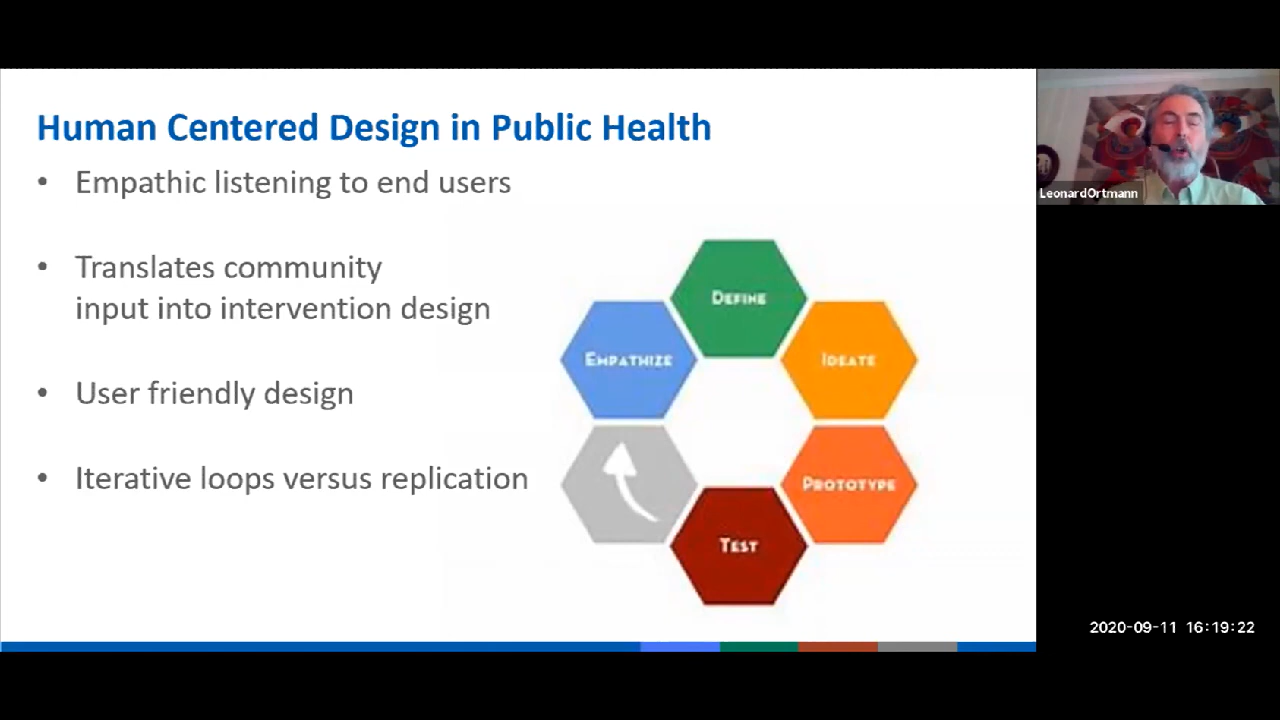 Human Centered Design in Public Health
• Empathic listening to end users
• Translates community
input into intervention design
• User friendly design
• Iterative loops versus replication
DEFINE
EMPATHIZE
IDEATE
PROTOTYPE
TEST
LeonardOrtmann
2020-09-11 16:19:22